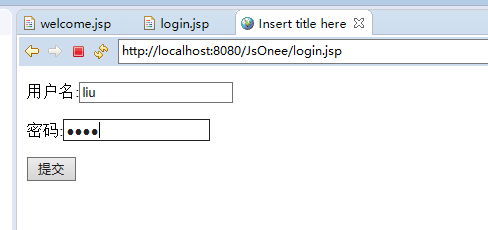 welcome.jsp login.jsp Insert title here
http://localhost:8080/JsOnee/login.jsp
用户名:liu
密码:●●●●
提交